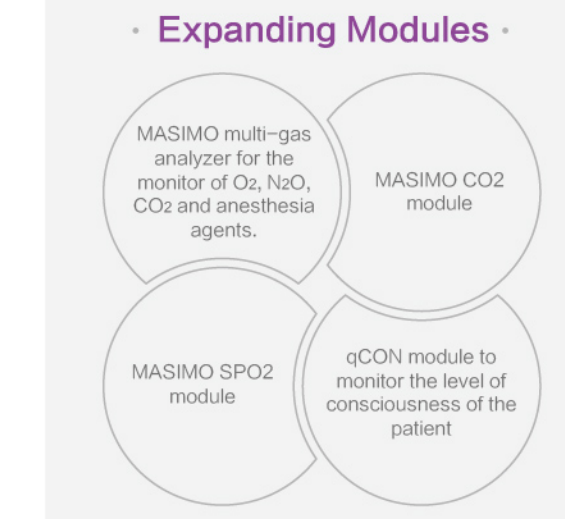 · Expanding Modules ·
MASIMO multi-gas
analyzer for the
monitor of O2, N2O,
CO2 and anesthesia
agents.
MASIMO CO2
module
MASIMO SPO2
module
qCON module to
monitor the level of
consciousness of the
patient